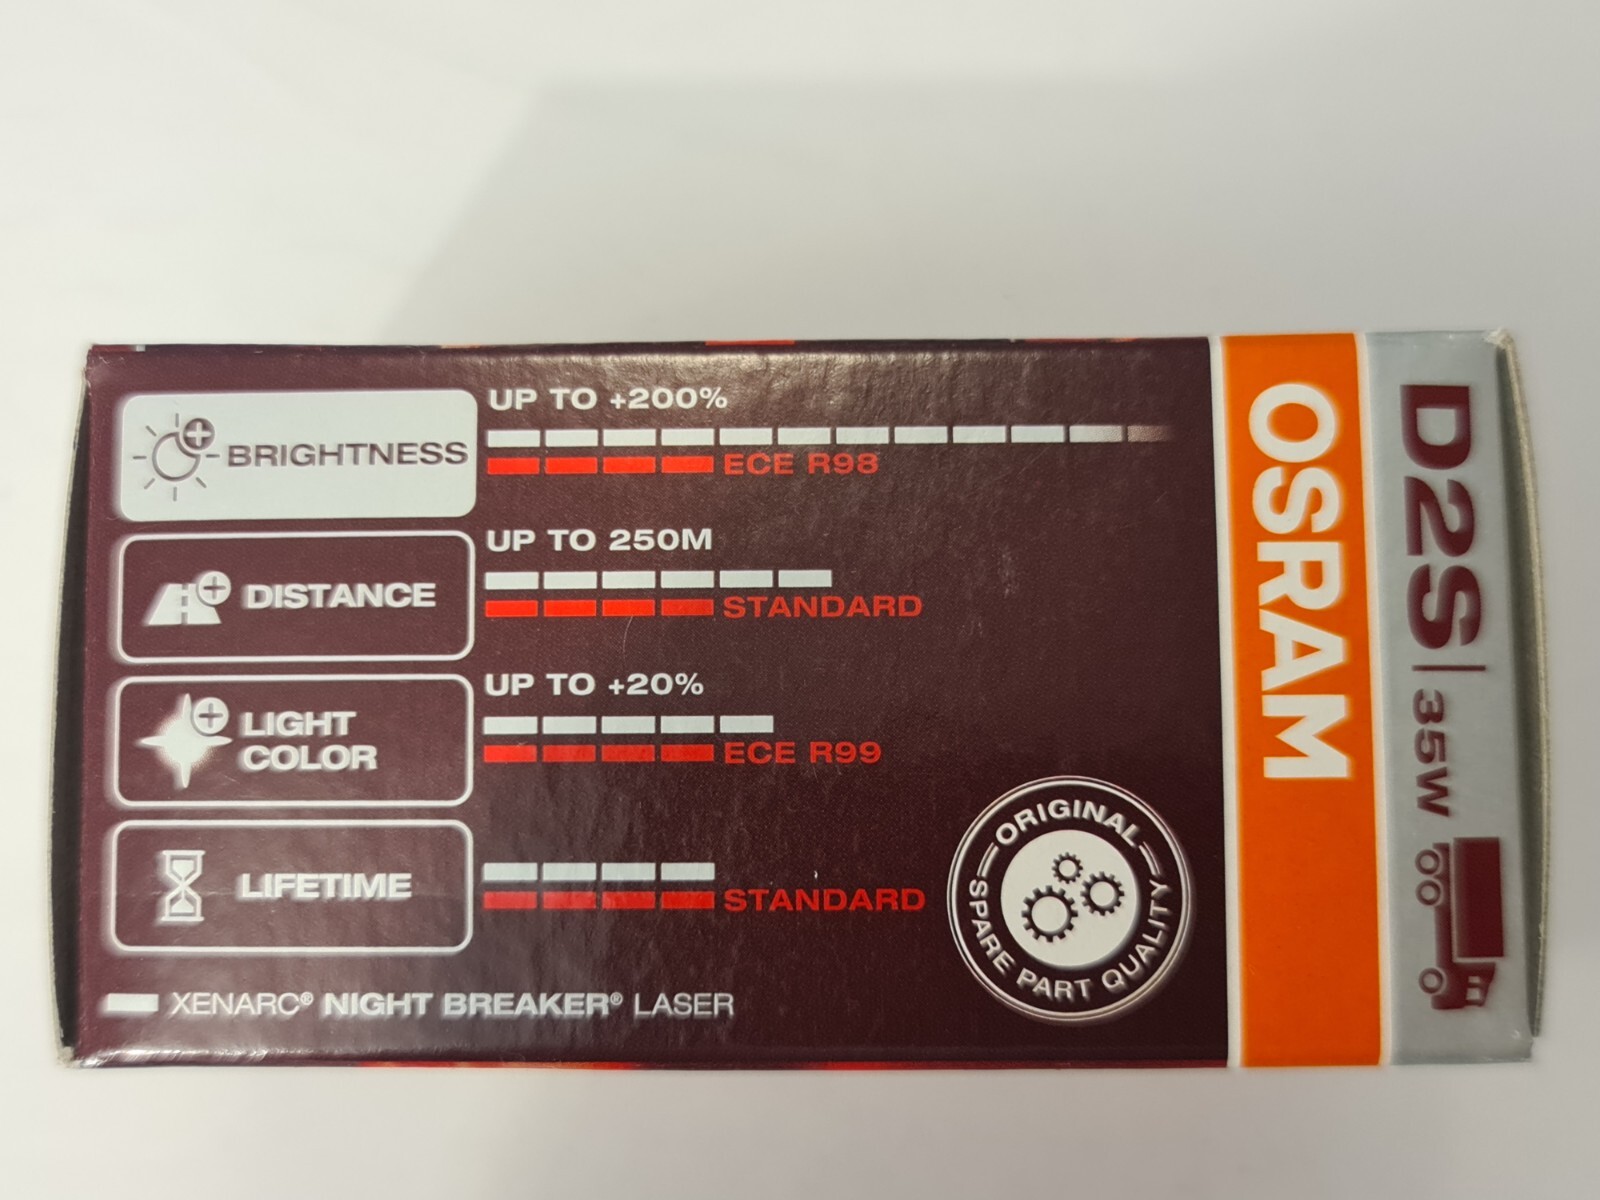 BRIGHTNESS
UP TO +200%
ECE R98
DISTANCE
UP TO 250M
STANDARD
LIGHT
COLOR
UP TO +20%
ECE R99
LIFETIME
STANDARD
XENARC® NIGHT BREAKER® LASER
ORIGINAL
SPARE PART QUALITY
OSRAM
D2S | 35W